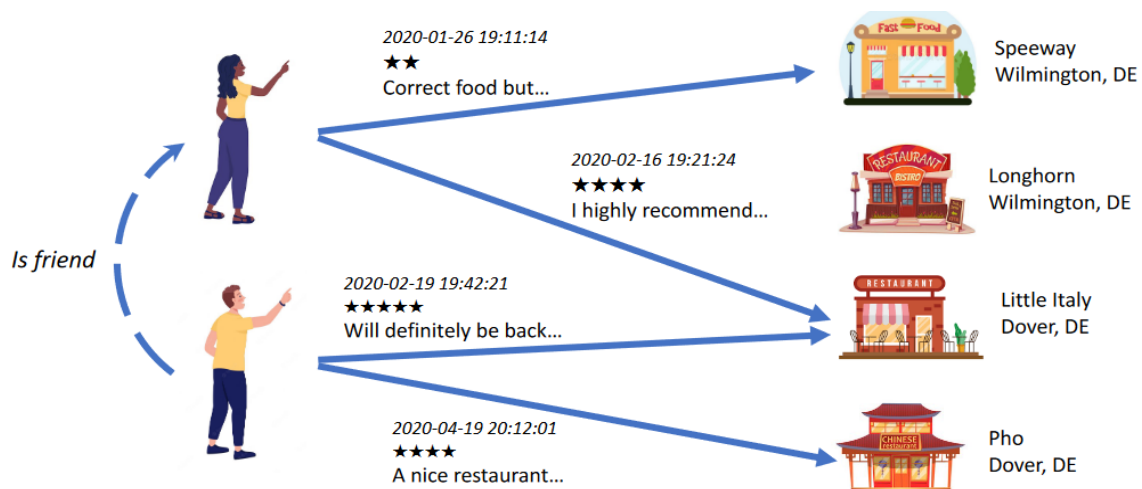 2020-01-26 19:11:14
★★
Correct food but...
Fast Food
Speeway
Wilmington, DE
2020-02-16 19:21:24
★★★★
I highly recommend...
RESTAURANT
BISTRO
Longhorn
Wilmington, DE
Is friend
2020-02-19 19:42:21
★★★★★
Will definitely be back...
RESTAURANT
Little Italy
Dover, DE
2020-04-19 20:12:01
★★★★
A nice restaurant...
CHINESE
restaurant
Pho
Dover, DE